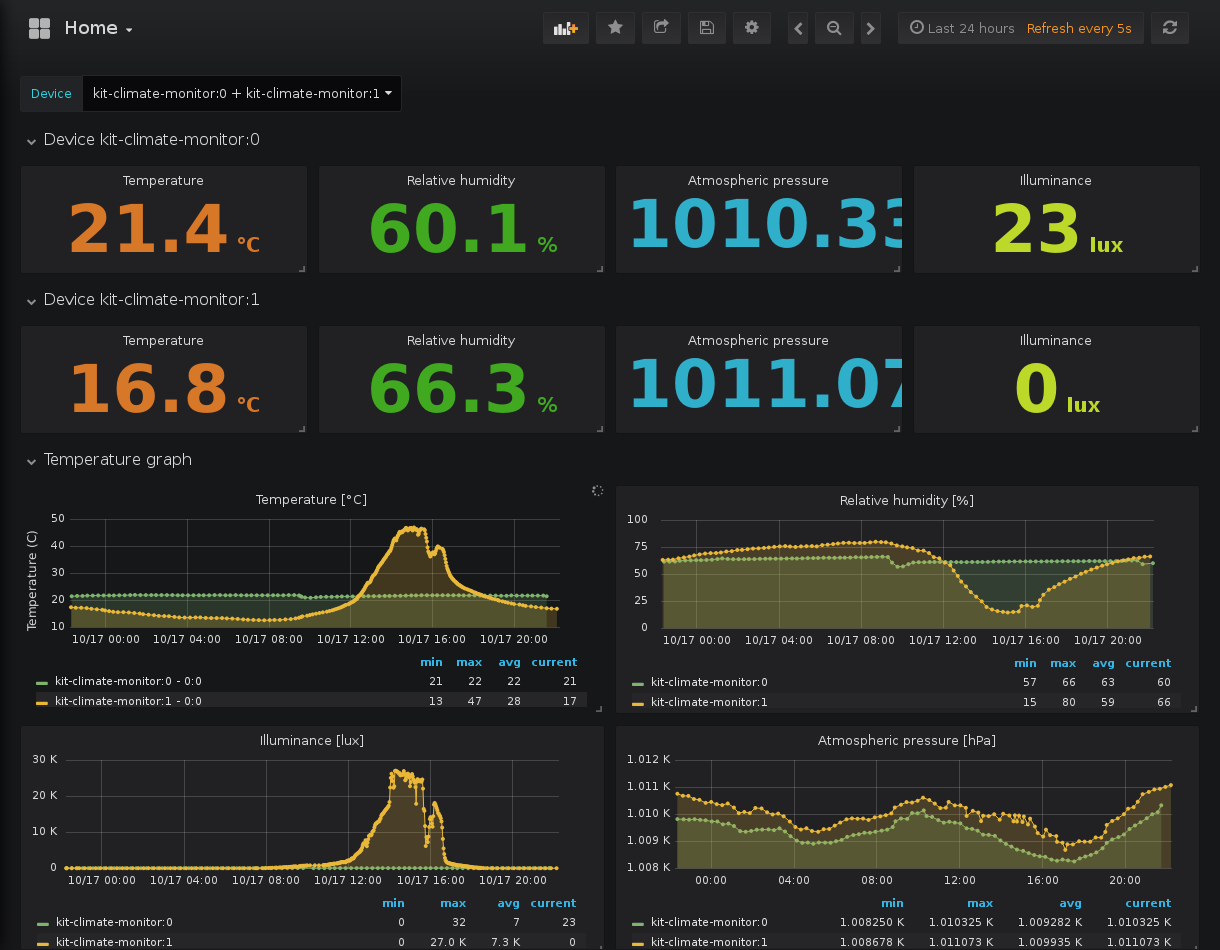 Home
Last 24 hours Refresh every 5s
Device kit-climate-monitor:0 + kit-climate-monitor:1
Device kit-climate-monitor:0
Temperature Relative humidity Atmospheric pressure Illuminance
21.4 °C 60.1 % 1010.33 23 lux
Device kit-climate-monitor:1
Temperature Relative humidity Atmospheric pressure Illuminance
16.8 °C 66.3 % 1011.07 0 lux
Temperature graph
Temperature [°C]
Temperature (C)
50
40
30
20
10
10/17 00:00 10/17 04:00 10/17 08:00 10/17 12:00 10/17 16:00 10/17 20:00
min max avg current
kit-climate-monitor:0 - 0:0 21 22 22 21
kit-climate-monitor:1 - 0:0 13 47 28 17
Relative humidity [%]
100
75
50
25
0
10/17 00:00 10/17 04:00 10/17 08:00 10/17 12:00 10/17 16:00 10/17 20:00
min max avg current
kit-climate-monitor:0 57 66 63 60
kit-climate-monitor:1 15 80 59 66
Illuminance [lux]
30 K
20 K
10 K
0
10/17 00:00 10/17 04:00 10/17 08:00 10/17 12:00 10/17 16:00 10/17 20:00
min max avg current
kit-climate-monitor:0 0 32 7 23
kit-climate-monitor:1 0 27.0 K 7.3 K 0
Atmospheric pressure [hPa]
1.012 K
1.011 K
1.010 K
1.009 K
1.008 K
00:00 04:00 08:00 12:00 16:00 20:00
min max avg current
kit-climate-monitor:0 1.008250 K 1.010325 K 1.009282 K 1.010325 K
kit-climate-monitor:1 1.008678 K 1.011073 K 1.009935 K 1.011073 K